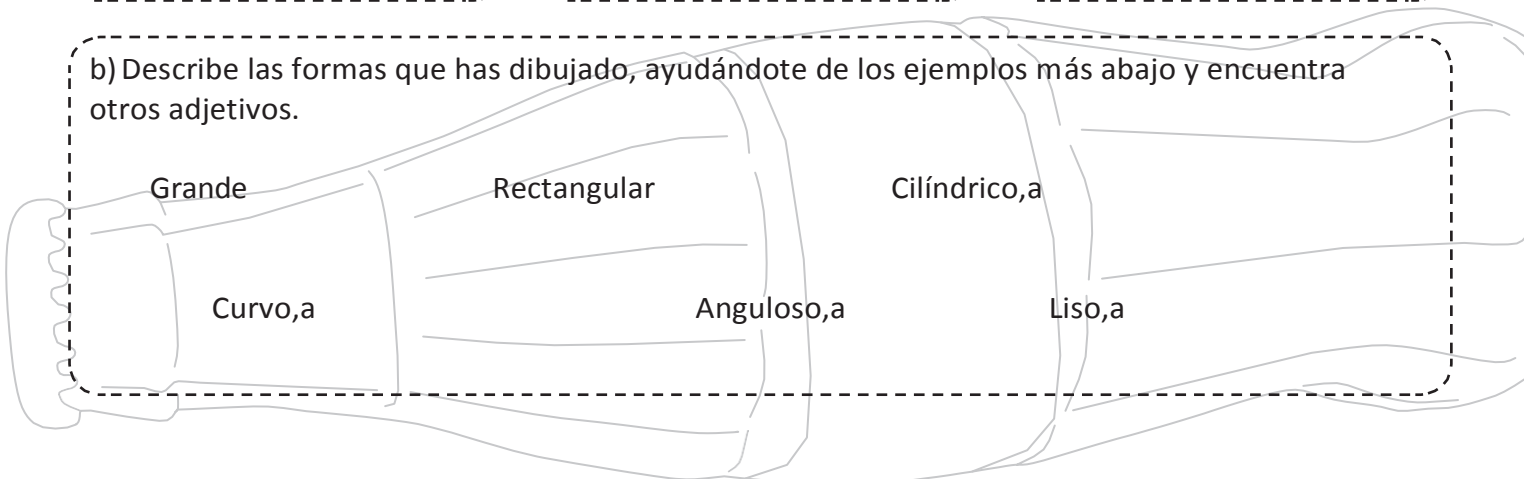 b) Describe las formas que has dibujado, ayudándote de los ejemplos más abajo y encuentra
otros adjetivos.
Grande Rectangular Cilíndrico,a
Curvo,a Anguloso,a Liso,a